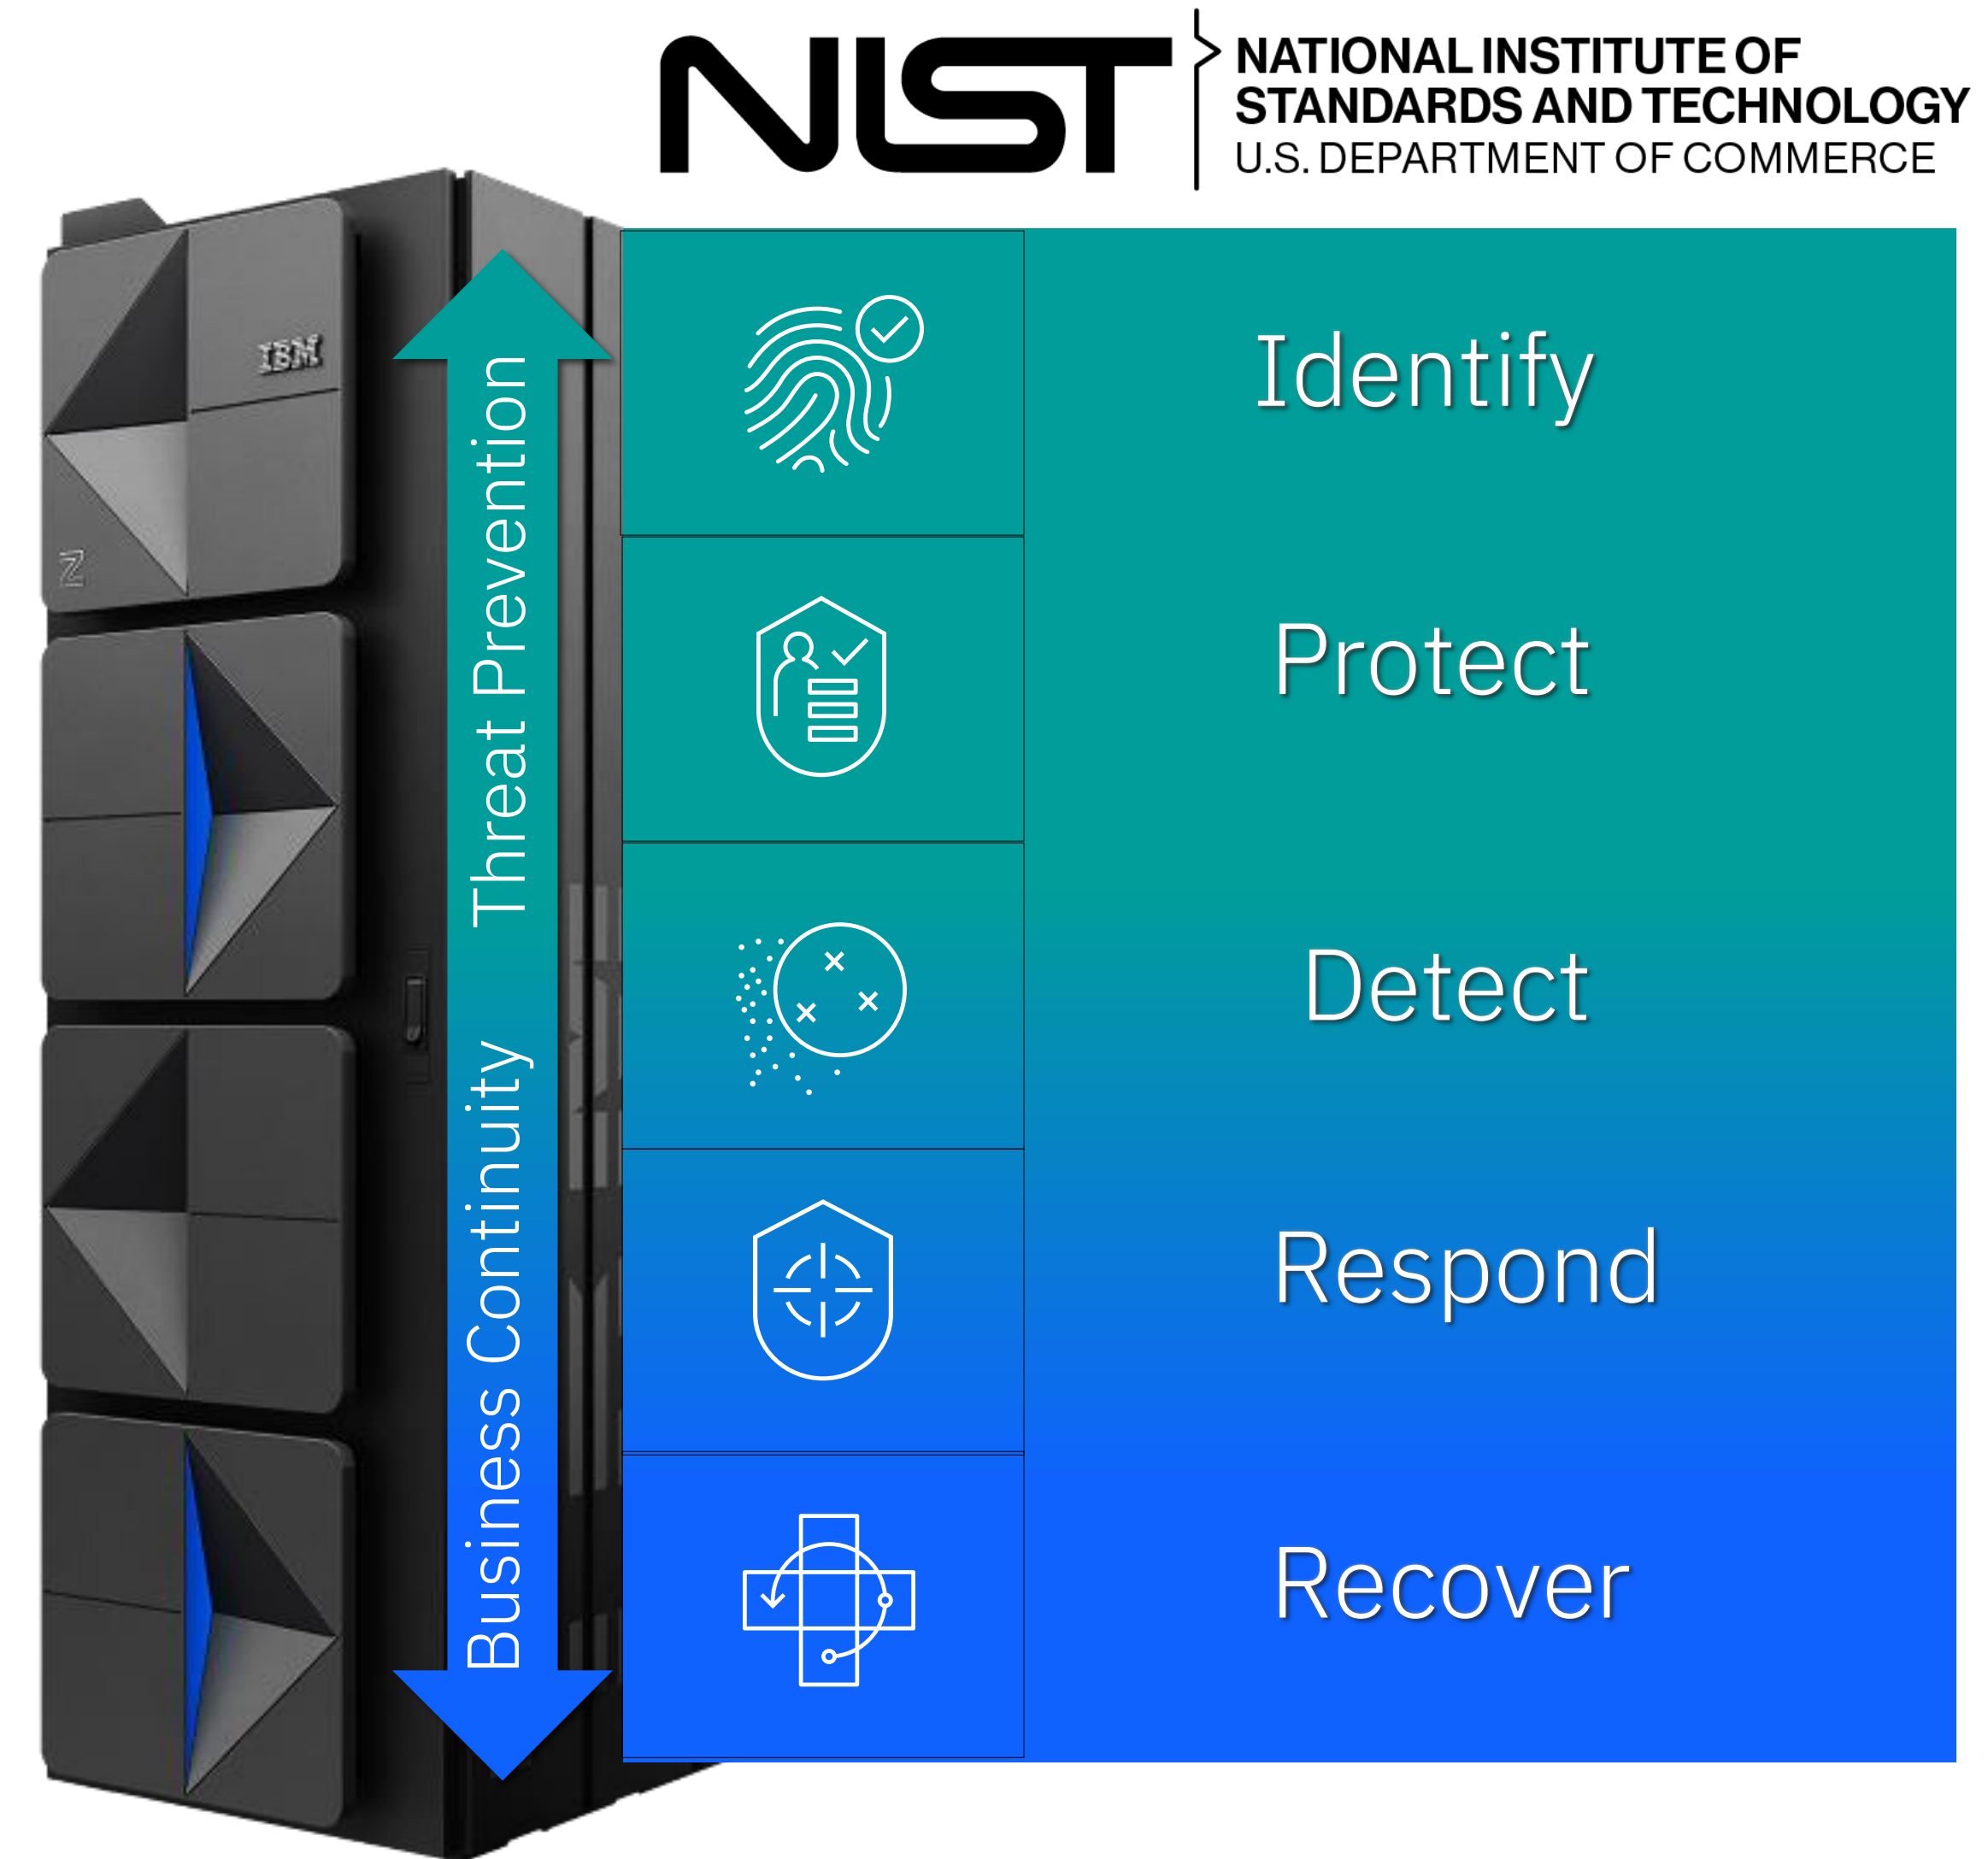 NIST
NATIONAL INSTITUTE OF
STANDARDS AND TECHNOLOGY
U.S. DEPARTMENT OF COMMERCE
IBM
Z
Threat Prevention
Business Continuity
Identify
Protect
Detect
Respond
Recover